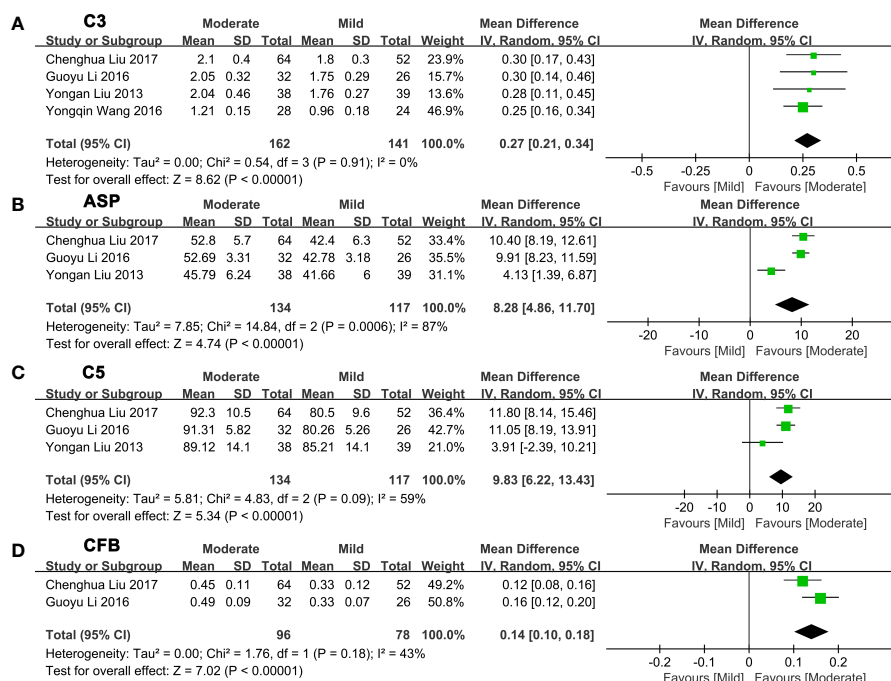 A C3 Moderate Mild Mean Difference Mean Difference
Study or Subgroup Mean SD Total Mean SD Total Weight IV, Random, 95% CI IV, Random, 95% CI
Chenghua Liu 2017 2.1 0.4 64 1.8 0.3 52 23.9% 0.30 [0.17, 0.43]
Guoyu Li 2016 2.05 0.32 32 1.75 0.29 26 15.7% 0.30 [0.14, 0.46]
Yongan Li 2013 2.04 0.46 38 1.76 0.27 39 13.6% 0.28 [0.11, 0.45]
Yongqin Wang 2016 1.21 0.15 28 0.96 0.18 24 46.9% 0.25 [0.16, 0.34]
Total (95% CI) 162 141 100.0% 0.27 [0.21, 0.34]
Heterogeneity: Tau² = 0.00; Chi² = 0.54, df = 3 (P = 0.91); I² = 0%
Test for overall effect: Z = 8.62 (P < 0.00001)
-0.5 -0.25 0 0.25 0.5
Favours [Mild] Favours [Moderate]
B ASP Moderate Mild Mean Difference Mean Difference
Study or Subgroup Mean SD Total Mean SD Total Weight IV, Random, 95% CI IV, Random, 95% CI
Chenghua Liu 2017 52.8 5.7 64 42.4 6.3 52 33.4% 10.40 [8.19, 12.61]
Guoyu Li 2016 52.69 3.31 32 42.78 3.18 26 35.5% 9.91 [8.23, 11.59]
Yongan Liu 2013 45.79 6.24 38 41.66 6 39 31.1% 4.13 [1.39, 6.87]
Total (95% CI) 134 117 100.0% 8.28 [4.86, 11.70]
Heterogeneity: Tau² = 7.85; Chi² = 14.84, df = 2 (P = 0.0006); I² = 87%
Test for overall effect: Z = 4.74 (P < 0.00001)
-20 -10 0 10 20
Favours [Mild] Favours [Moderate]
C C5 Moderate Mild Mean Difference Mean Difference
Study or Subgroup Mean SD Total Mean SD Total Weight IV, Random, 95% CI IV, Random, 95% CI
Chenghua Liu 2017 92.3 10.5 64 80.5 9.6 52 36.4% 11.80 [8.14, 15.46]
Guoyu Li 2016 91.31 5.82 32 80.26 5.26 26 42.7% 11.05 [8.19, 13.91]
Yongan Liu 2013 89.12 14.1 38 85.21 14.1 39 21.0% 3.91 [-2.39, 10.21]
Total (95% CI) 134 117 100.0% 9.83 [6.22, 13.43]
Heterogeneity: Tau² = 5.81; Chi² = 4.83, df = 2 (P = 0.09); I² = 59%
Test for overall effect: Z = 5.34 (P < 0.00001)
-20 -10 0 10 20
Favours [Mild] Favours [Moderate]
D CFB Moderate Mild Mean Difference Mean Difference
Study or Subgroup Mean SD Total Mean SD Total Weight IV, Random, 95% CI IV, Random, 95% CI
Chenghua Liu 2017 0.45 0.11 64 0.33 0.12 52 49.2% 0.12 [0.08, 0.16]
Guoyu Li 2016 0.49 0.09 32 0.33 0.07 26 50.8% 0.16 [0.12, 0.20]
Total (95% CI) 96 78 100.0% 0.14 [0.10, 0.18]
Heterogeneity: Tau² = 0.00; Chi² = 1.76, df = 1 (P = 0.18); I² = 43%
Test for overall effect: Z = 7.02 (P < 0.00001)
-0.2 -0.1 0 0.1 0.2
Favours [Mild] Favours [Moderate]